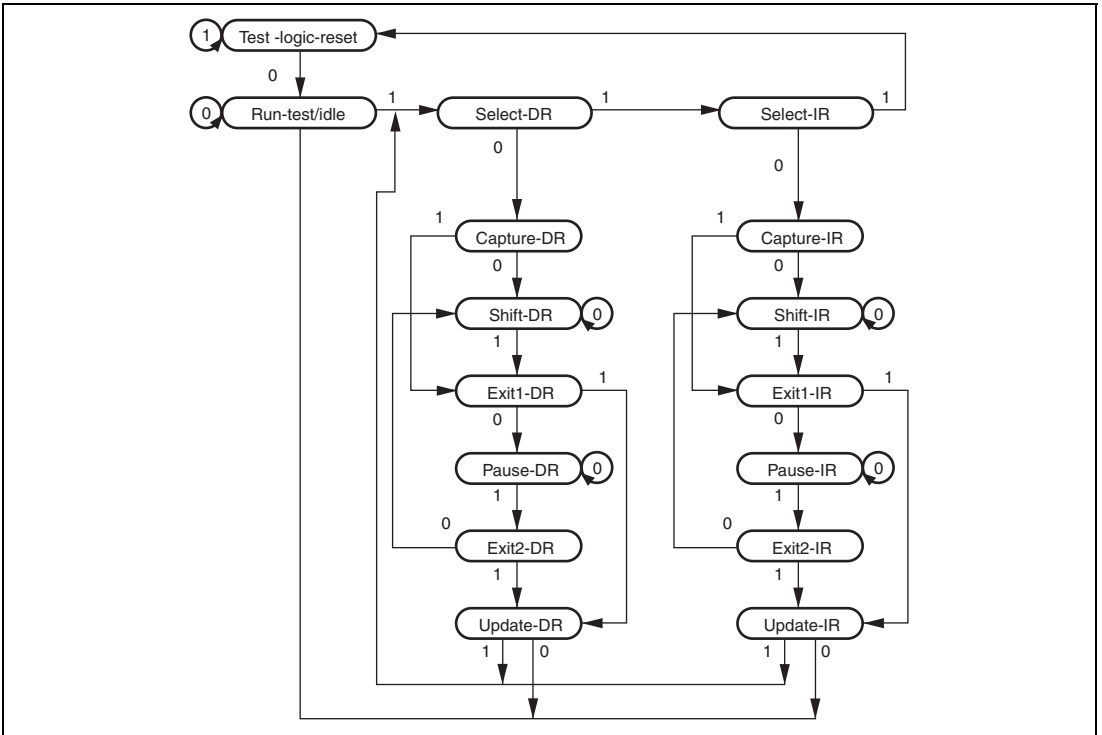 1 Test -logic-reset
0
0 Run-test/idle 1 Select-DR 1 Select-IR 1
0 0
1 Capture-DR 1 Capture-IR
0 0
Shift-DR 0 Shift-IR 0
1 1
Exit1-DR 1 Exit1-IR 1
0 0
Pause-DR 0 Pause-IR 0
1 1
0 Exit2-DR 0 Exit2-IR
1 1
Update-DR Update-IR
1 0 1 0